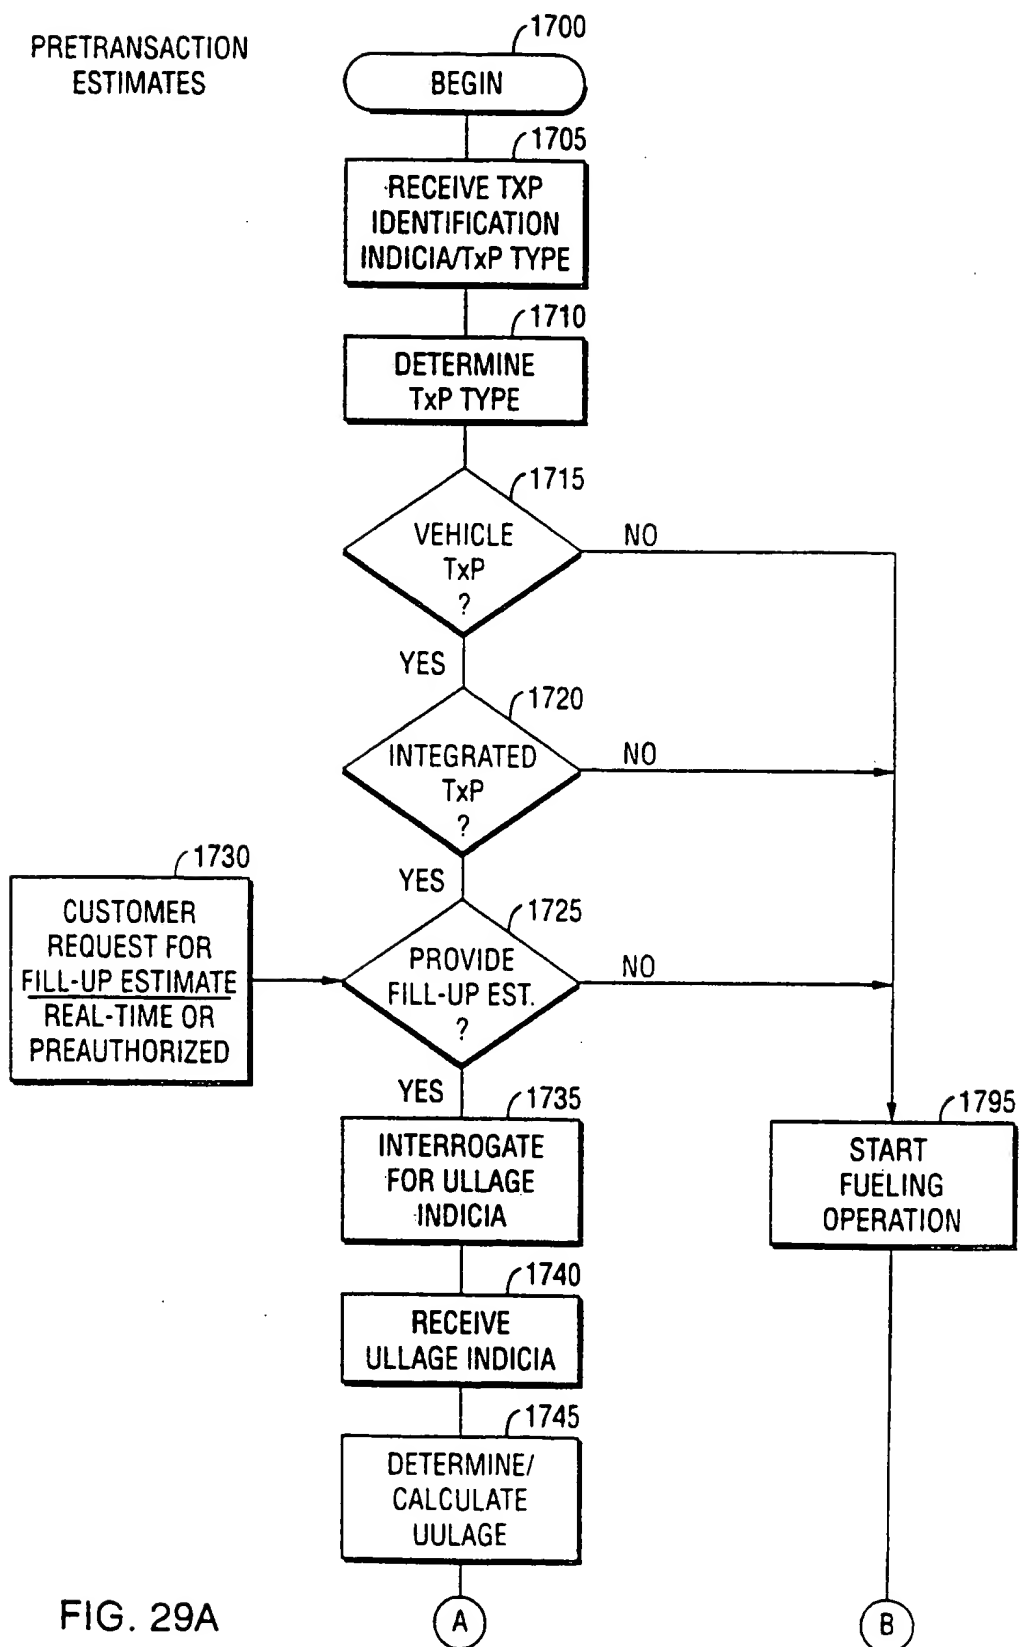 PRETRANSACTION
ESTIMATES
1700
BEGIN
1705
RECEIVE TXP
IDENTIFICATION
INDICIA/TxP TYPE
1710
DETERMINE
TxP TYPE
1715
VEHICLE
TxP
?
NO
YES
1720
INTEGRATED
TxP
?
NO
YES
1730
CUSTOMER
REQUEST FOR
FILL-UP ESTIMATE
REAL-TIME OR
PREAUTHORIZED
1725
PROVIDE
FILL-UP EST.
?
NO
YES
1735
INTERROGATE
FOR ULLAGE
INDICIA
1795
START
FUELING
OPERATION
1740
RECEIVE
ULLAGE INDICIA
1745
DETERMINE/
CALCULATE
UULAGE
FIG. 29A
A
B